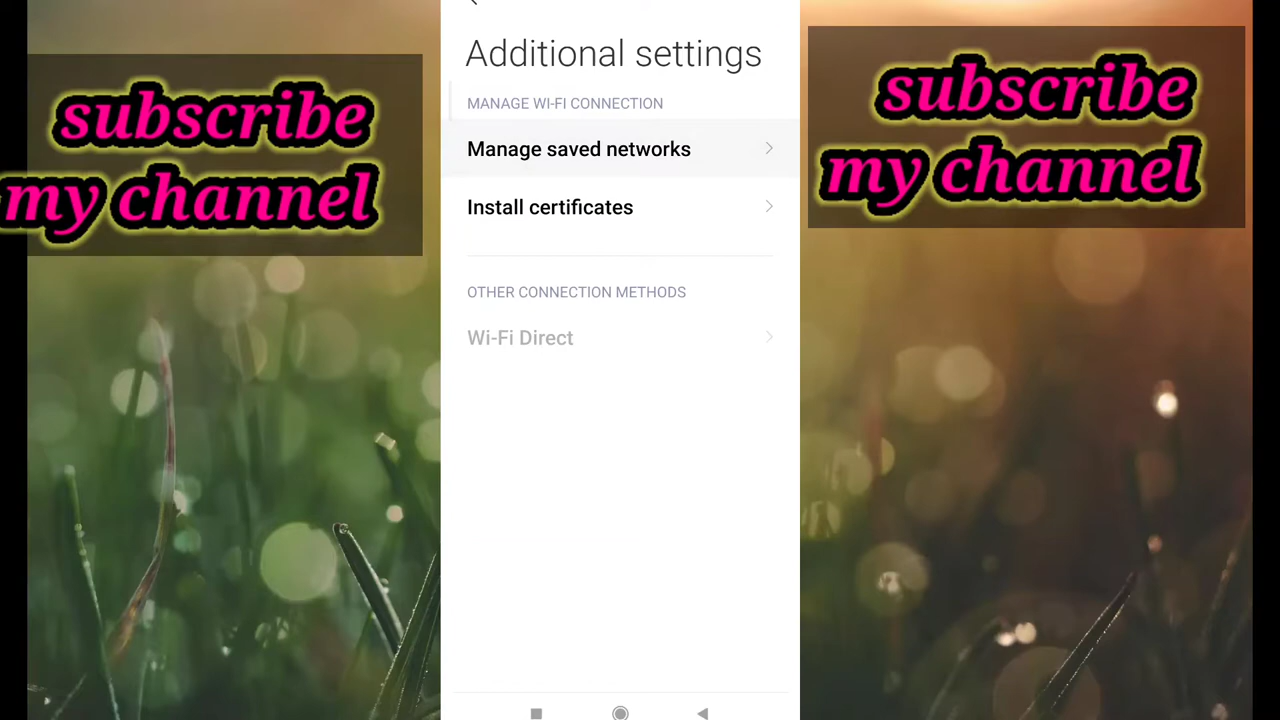 subscribe
my channel
Additional settings
MANAGE WI-FI CONNECTION
Manage saved networks
Install certificates
OTHER CONNECTION METHODS
Wi-Fi Direct
subscribe
my channel